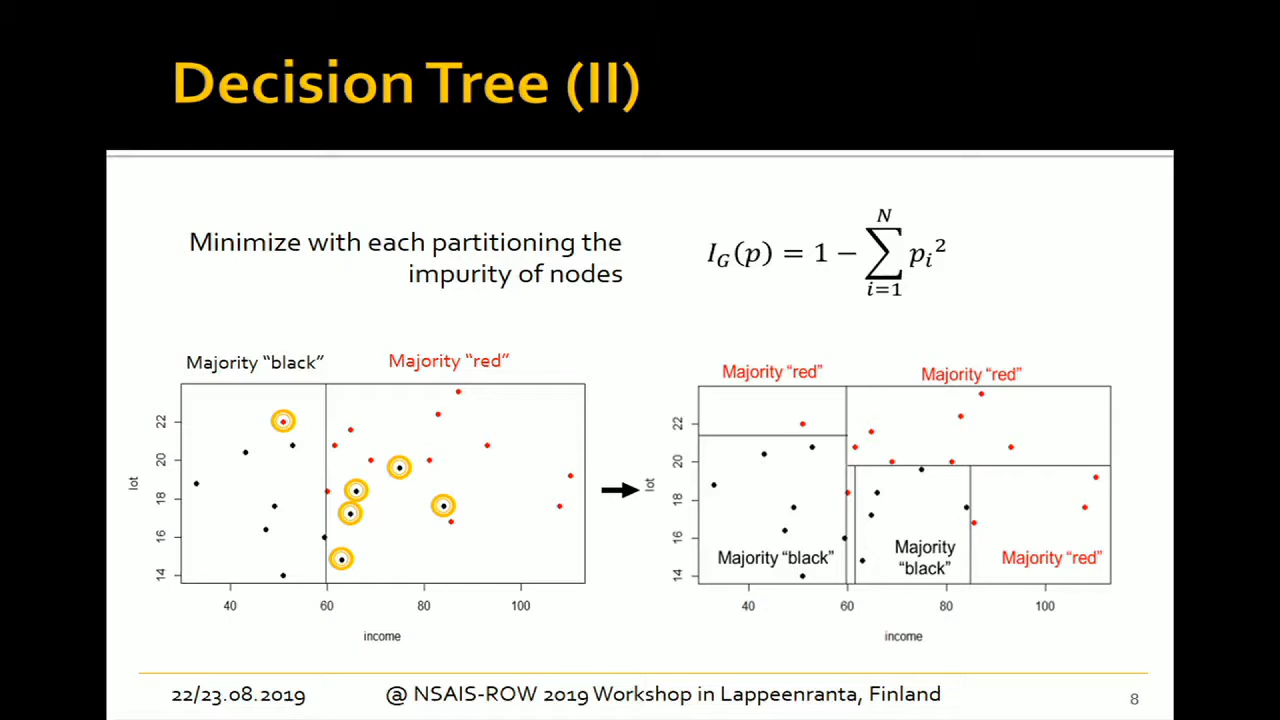 Decision Tree (II)
Minimize with each partitioning the
impurity of nodes
I_G(p) = 1 − ∑_{i=1}^{N} p_i²
Majority “black”
Majority “red”
lot
22
20
18
16
14
40 60 80 100
income
Majority “red”
Majority “red”
lot
22
20
18
16
14
Majority “black”
Majority
“black”
Majority “red”
40 60 80 100
income
22/23.08.2019 @ NSAIS-ROW 2019 Workshop in Lappeenranta, Finland 8